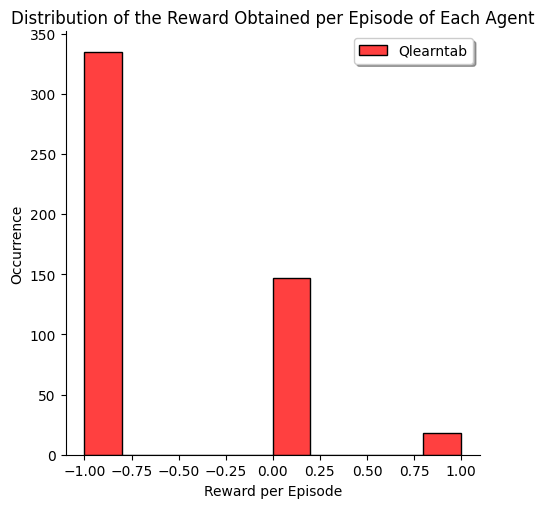 Distribution of the Reward Obtained per Episode of Each Agent
Qlearntab
350
300
250
200
150
100
50
0
Occurrence
−1.00 −0.75 −0.50 −0.25 0.00 0.25 0.50 0.75 1.00
Reward per Episode